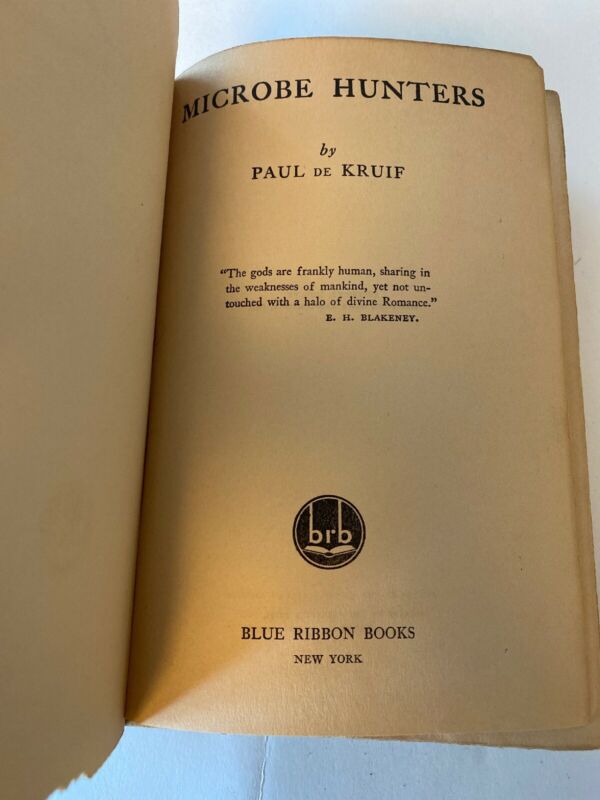 MICROBE HUNTERS
by
PAUL DE KRUIF
“The gods are frankly human, sharing in
the weaknesses of mankind, yet not un-
touched with a halo of divine Romance.”
E. H. BLAKENEY.
brb
BLUE RIBBON BOOKS
NEW YORK